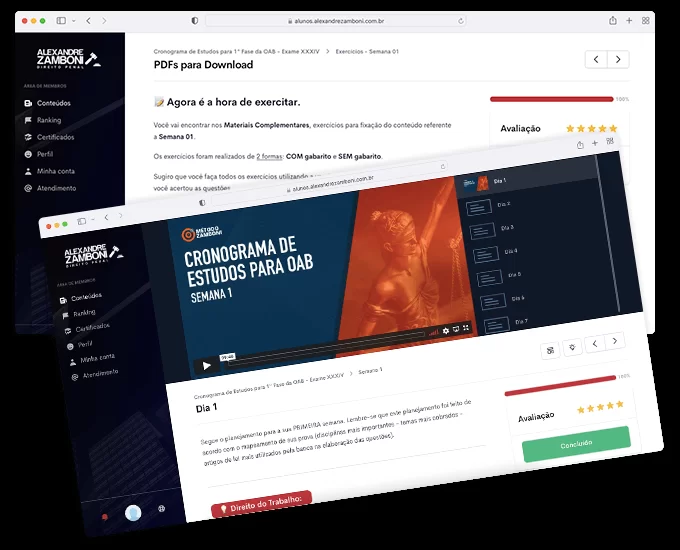 alunos.alexandrezamboni.com.br
ALEXANDRE
ZAMBONI
DIREITO PENAL
ÁREA DE MEMBROS
Conteúdos
Ranking
Certificados
Perfil
Minha conta
Atendimento
Cronograma de Estudos para 1ª Fase da OAB - Exame XXXIV > Exercícios - Semana 01
PDFs para Download
Agora é a hora de exercitar.
Você vai encontrar nos Materiais Complementares, exercícios para fixação do conteúdo referente
a Semana 01.
Os exercícios foram realizados de 2 formas: COM gabarito e SEM gabarito.
Sugiro que você faça todos os exercícios utilizando
você acertou as questões
100%
Avaliação
alunos.alexandrezamboni.com.br
ALEXANDRE
ZAMBONI
DIREITO PENAL
ÁREA DE MEMBROS
Conteúdos
Ranking
Certificados
Perfil
Minha conta
Atendimento
MÉTODO
ZAMBONI
CRONOGRAMA DE
ESTUDOS PARA OAB
SEMANA 1
Dia 1
Dia 2
Dia 3
Dia 4
Dia 5
Dia 6
Dia 7
Cronograma de Estudos para 1ª Fase da OAB - Exame XXXIV > Semana 1
Dia 1
Segue o planejamento para a sua PRIMEIRA semana. Lembre-se que este planejamento foi feito de
acordo com o mapeamento de sua prova (disciplinas mais importantes - temas mais cobrados -
artigos de lei mais utilizados pela banca na elaboração das questões).
Direito do Trabalho:
100%
Avaliação
Concluído